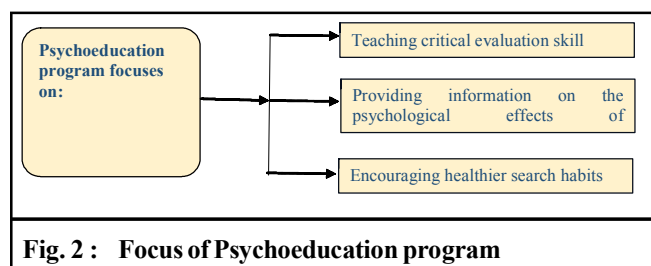 Psychoeducation
program focuses
on:
Teaching critical evaluation skill
Providing information on the
psychological effects of
Encouraging healthier search habits
Fig. 2 : Focus of Psychoeducation program